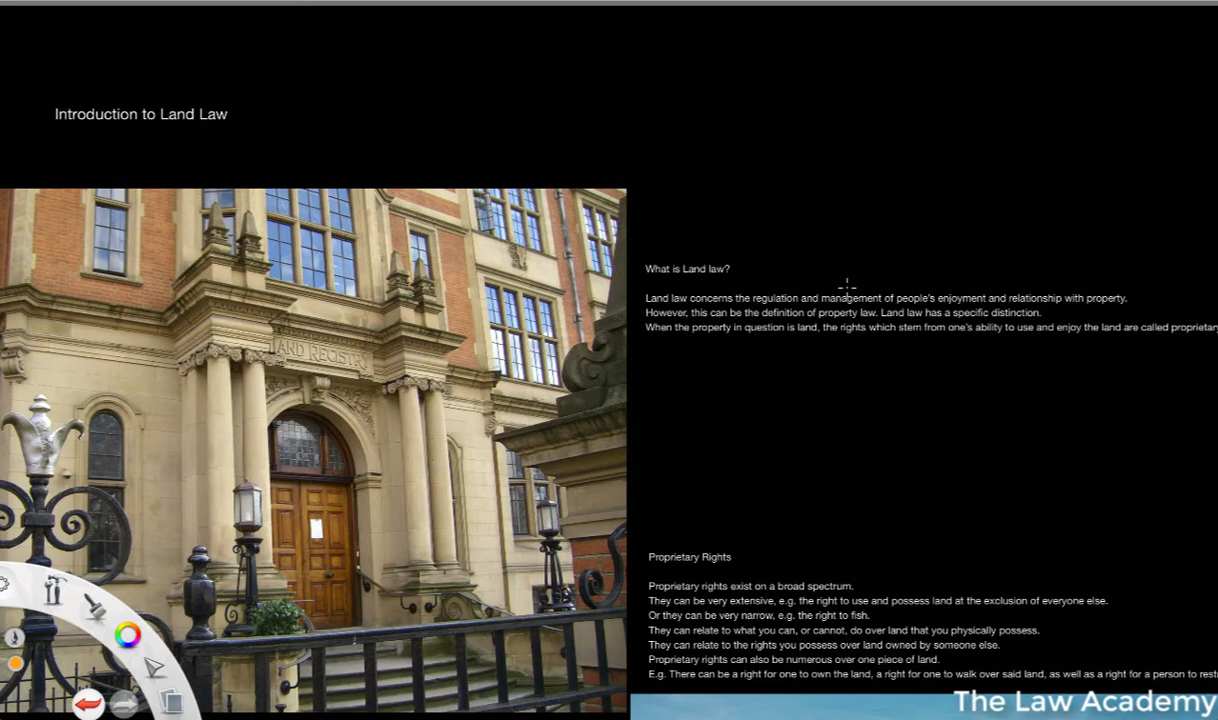 Introduction to Land Law
LAND REGISTRY
What is Land law?
Land law concerns the regulation and management of people's enjoyment and relationship with property.
However, this can be the definition of property law. Land law has a specific distinction.
When the property in question is land, the rights which stem from one's ability to use and enjoy the land are called proprietary
Proprietary Rights
Proprietary rights exist on a broad spectrum.
They can be very extensive, e.g. the right to use and possess land at the exclusion of everyone else.
Or they can be very narrow, e.g. the right to fish.
They can relate to what you can, or cannot, do over land that you physically possess.
They can relate to the rights you possess over land owned by someone else.
Proprietary rights can also be numerous over one piece of land.
E.g. There can be a right for one to own the land, a right for one to walk over said land, as well as a right for a person to
The Law Academy